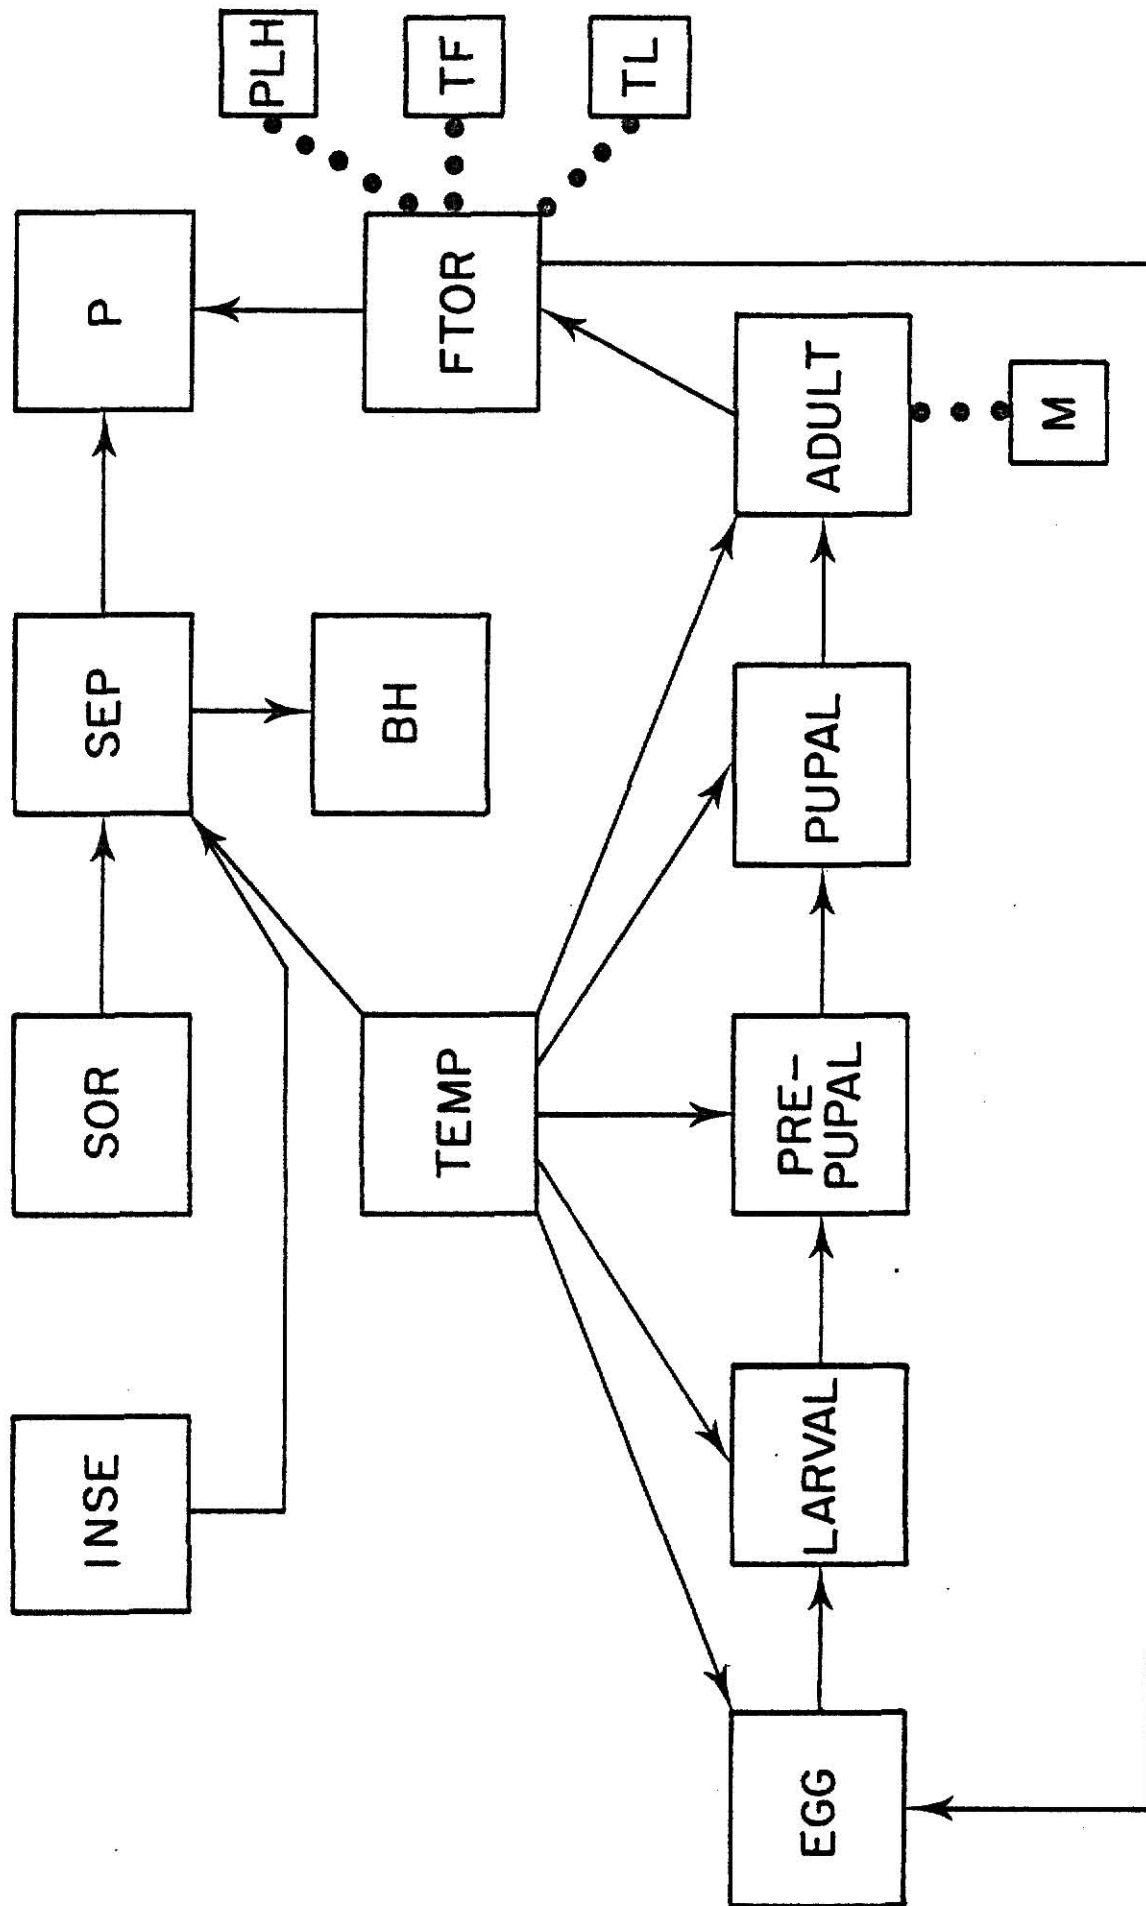 INSE
SOR
SEP
P
TEMP
BH
FTOR
PLH
TF
TL
EGG
LARVAL
PRE-
PUPAL
PUPAL
ADULT
M